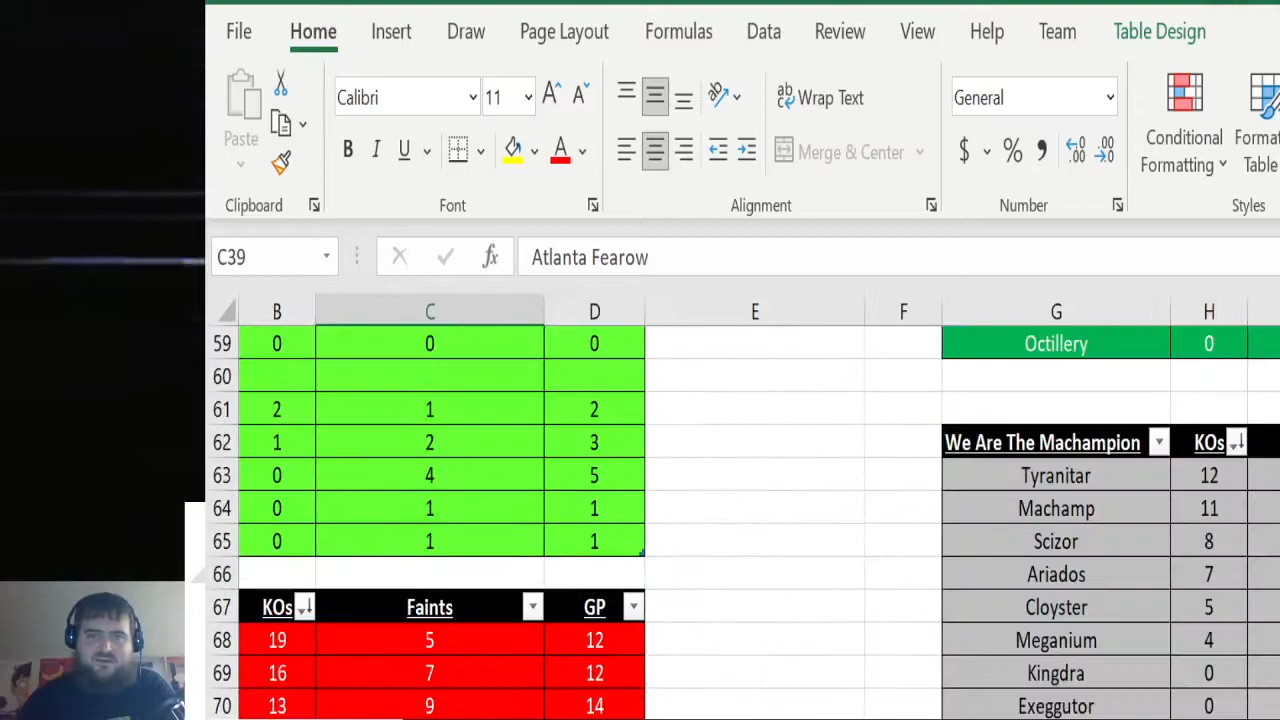 File Home Insert Draw Page Layout Formulas Data Review View Help Team Table Design
Paste
Calibri 11
B I U A
ab Wrap Text
Merge & Center
General
$ % ,
Conditional
Formatting
Table
Clipboard Font Alignment Number Styles
C39 fx Atlanta Fearow
B C D E F G H
59 0 0 0 Octillery 0
60
61 2 1 2
62 1 2 3 We Are The Machampion KOs
63 0 4 5 Tyranitar 12
64 0 1 1 Machamp 11
65 0 1 1 Scizor 8
66 Ariados 7
67 KOs Faints GP Cloyster 5
68 19 5 12 Meganium 4
69 16 7 12 Kingdra 0
70 13 9 14 Exeggutor 0